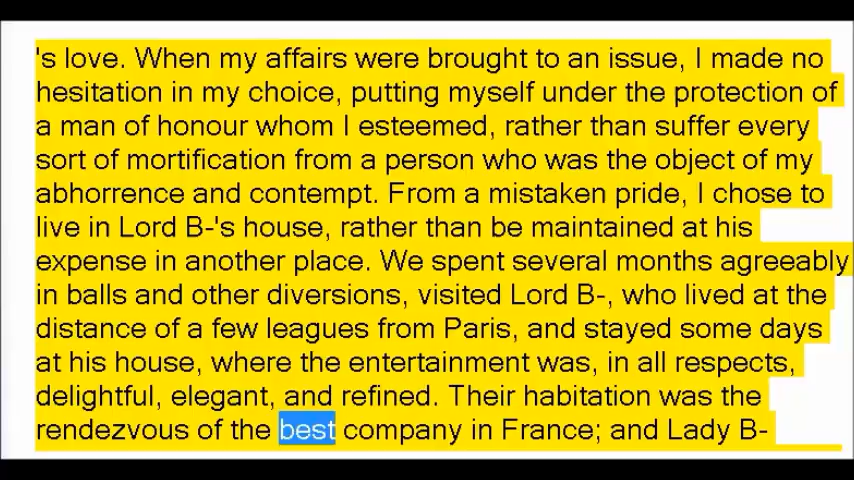 's love. When my affairs were brought to an issue, I made no
hesitation in my choice, putting myself under the protection of
a man of honour whom I esteemed, rather than suffer every
sort of mortification from a person who was the object of my
abhorrence and contempt. From a mistaken pride, I chose to
live in Lord B-'s house, rather than be maintained at his
expense in another place. We spent several months agreeably
in balls and other diversions, visited Lord B-, who lived at the
distance of a few leagues from Paris, and stayed some days
at his house, where the entertainment was, in all respects,
delightful, elegant, and refined. Their habitation was the
rendezvous of the best company in France; and Lady B-